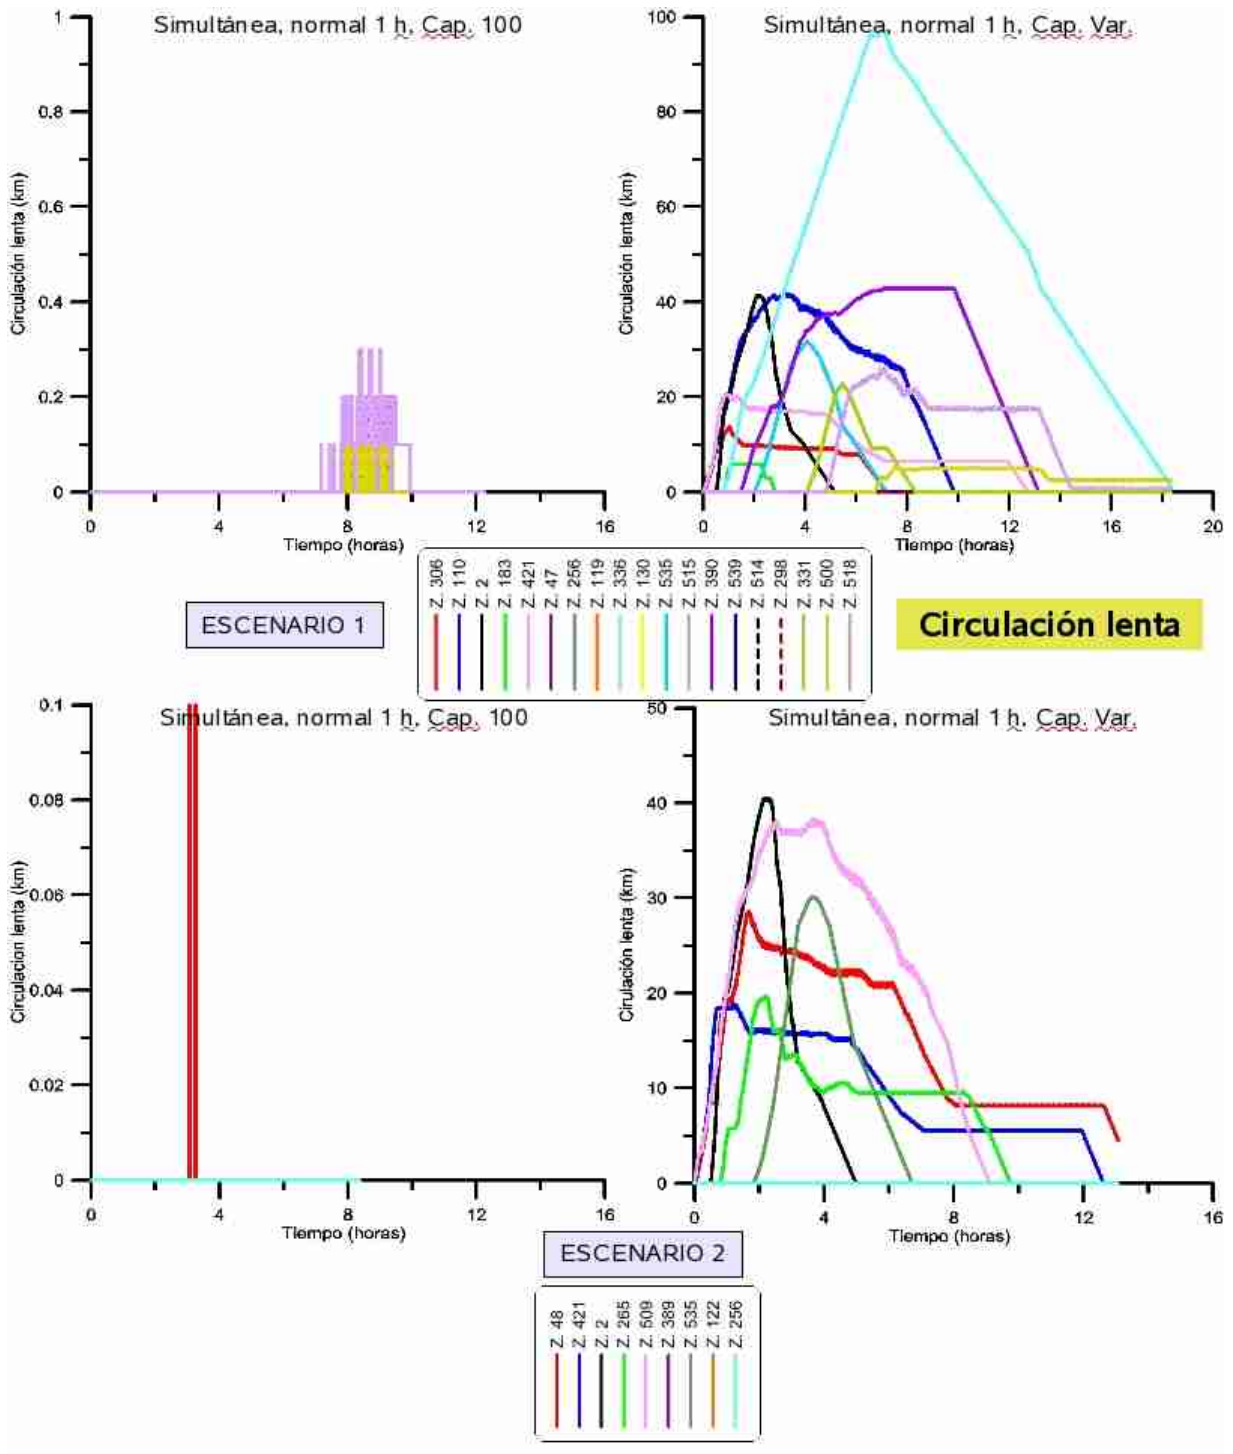 Simultánea, normal 1 h, Cap. 100
1
0.8
0.6
0.4
0.2
0
Circulación lenta (km)
0 4 8 12 16
Tiempo (horas)
Simultánea, normal 1 h, Cap. Var.
100
80
60
40
20
0
Circulación lenta (km)
0 4 8 12 16 20
Tiempo (horas)
ESCENARIO 1
Z. 306
Z. 110
Z. 2
Z. 183
Z. 421
Z. 47
Z. 256
Z. 119
Z. 336
Z. 130
Z. 535
Z. 515
Z. 390
Z. 539
Z. 514
Z. 298
Z. 331
Z. 500
Z. 518
Circulación lenta
Simultánea, normal 1 h, Cap. 100
0.1
0.08
0.06
0.04
0.02
0
Circulacion lenta (km)
0 4 8 12 16
Tiempo (horas)
Simultánea, normal 1 h, Cap. Var.
50
40
30
20
10
0
Cirulación lenta (km)
0 4 8 12 16
Tiempo (horas)
ESCENARIO 2
Z. 48
Z. 421
Z. 2
Z. 265
Z. 509
Z. 389
Z. 535
Z. 122
Z. 256